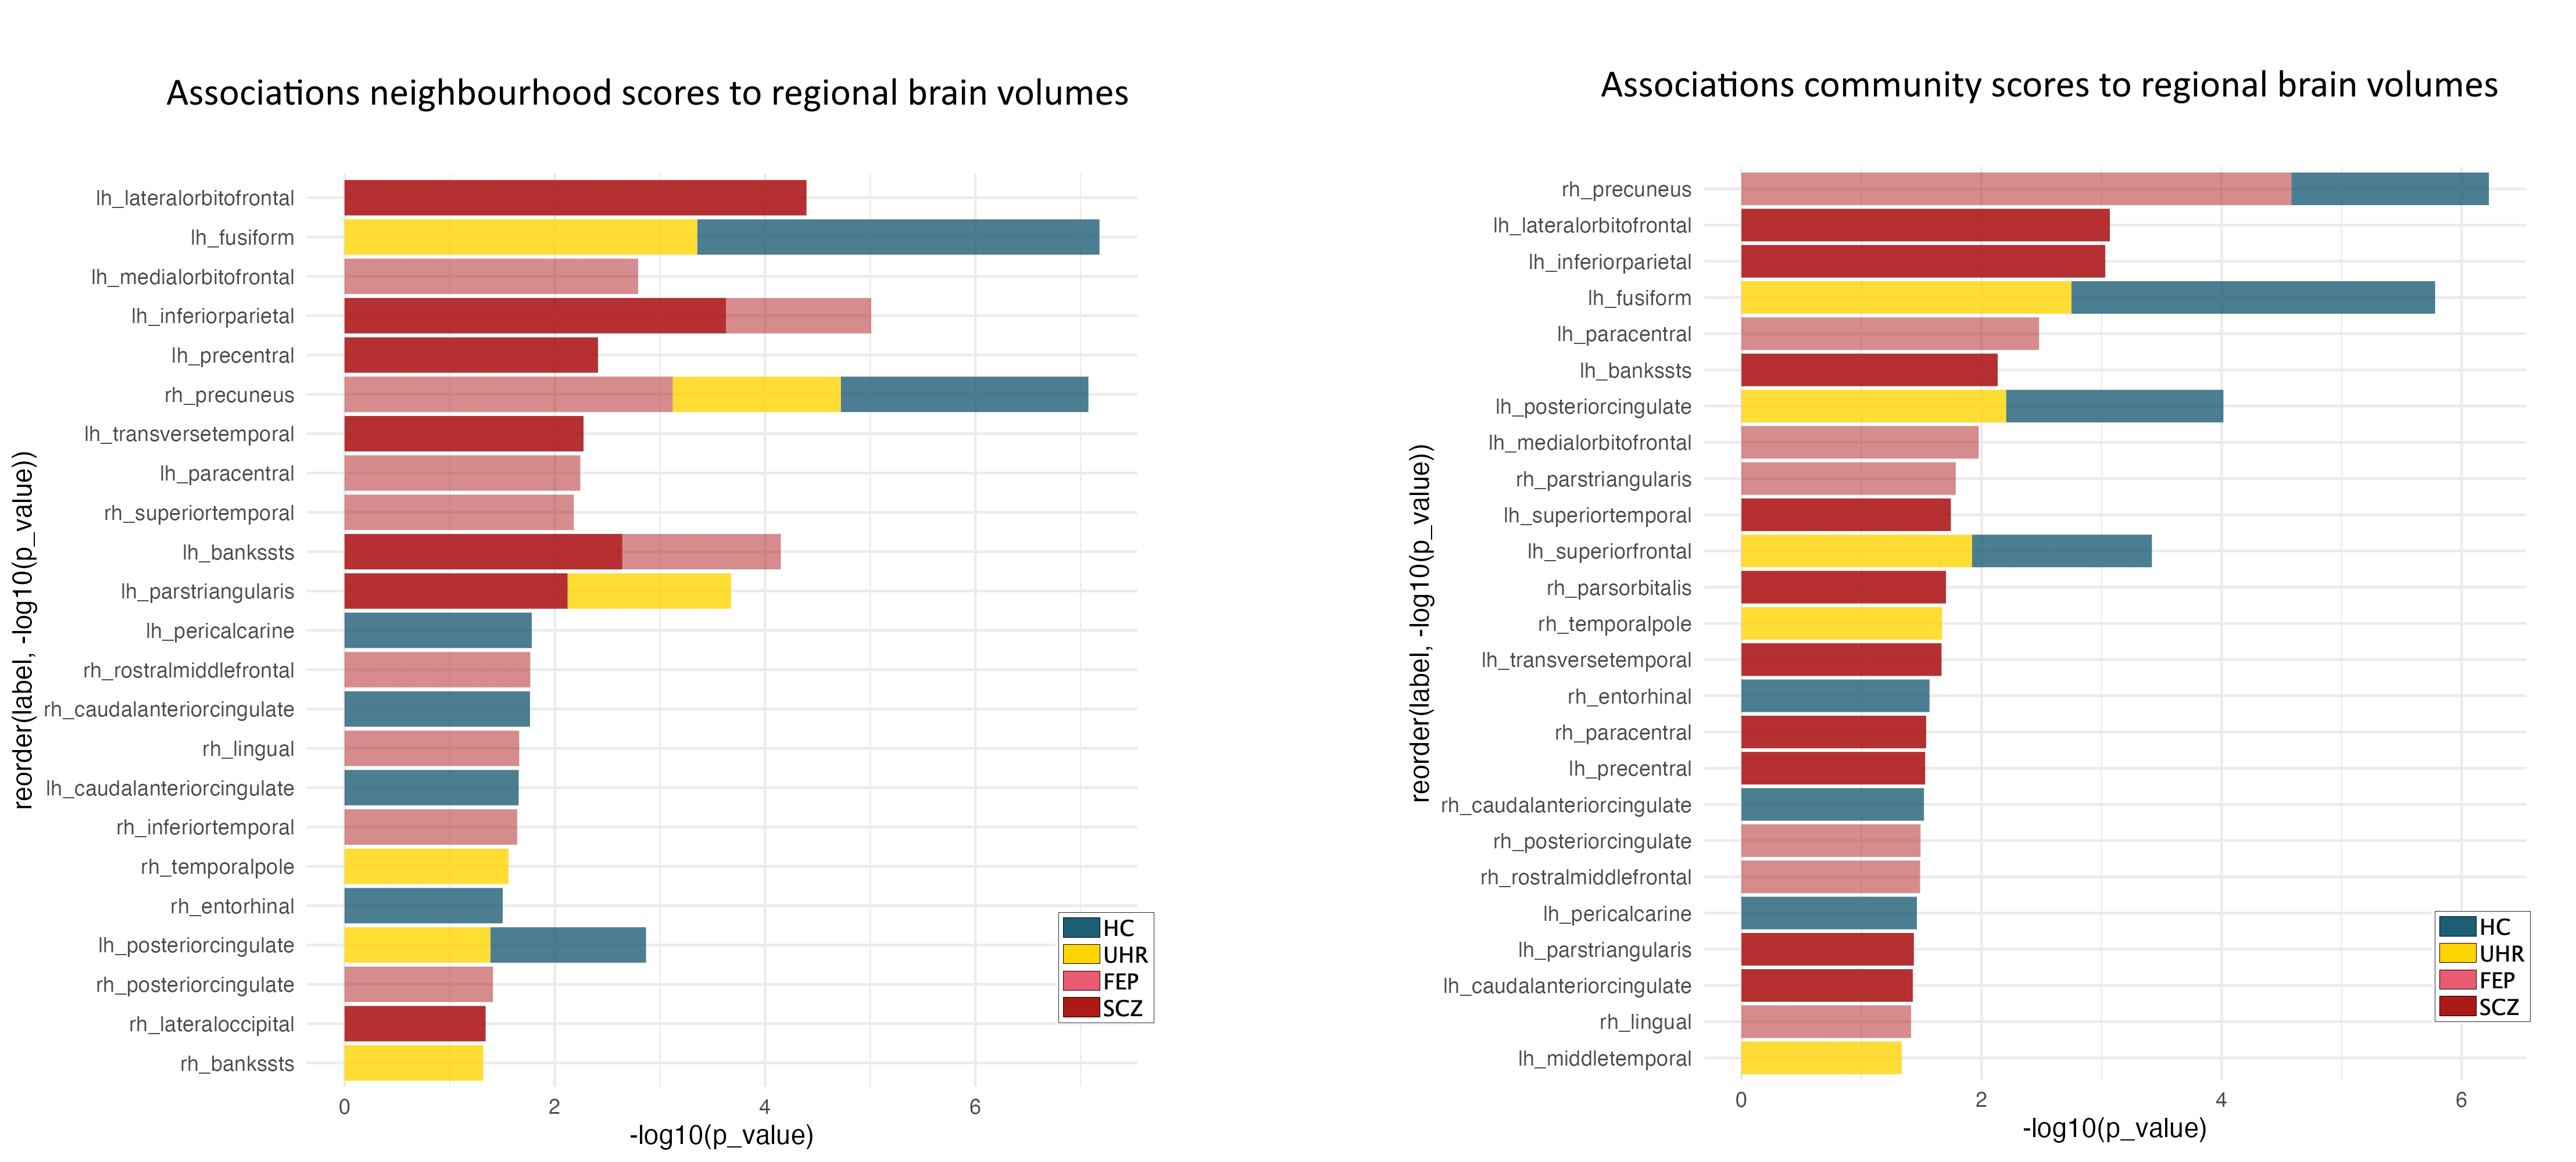 Associations neighbourhood scores to regional brain volumes
reorder(label, -log10(p_value))
lh_lateralorbitofrontal
lh_fusiform
lh_medialorbitofrontal
lh_inferiorparietal
lh_precentral
rh_precuneus
lh_transversetemporal
lh_paracentral
rh_superiortemporal
lh_bankssts
lh_parstriangularis
lh_pericalcarine
rh_rostralmiddlefrontal
rh_caudalanteriorcingulate
rh_lingual
lh_caudalanteriorcingulate
rh_inferiortemporal
rh_temporalpole
rh_entorhinal
lh_posteriorcingulate
rh_posteriorcingulate
rh_lateraloccipital
rh_bankssts
HC
UHR
FEP
SCZ
0 2 4 6
-log10(p_value)
Associations community scores to regional brain volumes
reorder(label, -log10(p_value))
rh_precuneus
lh_lateralorbitofrontal
lh_inferiorparietal
lh_fusiform
lh_paracentral
lh_bankssts
lh_posteriorcingulate
lh_medialorbitofrontal
rh_parstriangularis
lh_superiortemporal
lh_superiorfrontal
rh_parsorbitalis
rh_temporalpole
lh_transversetemporal
rh_entorhinal
rh_paracentral
lh_precentral
rh_caudalanteriorcingulate
rh_posteriorcingulate
rh_rostralmiddlefrontal
lh_pericalcarine
lh_parstriangularis
lh_caudalanteriorcingulate
rh_lingual
lh_middletemporal
HC
UHR
FEP
SCZ
0 2 4 6
-log10(p_value)